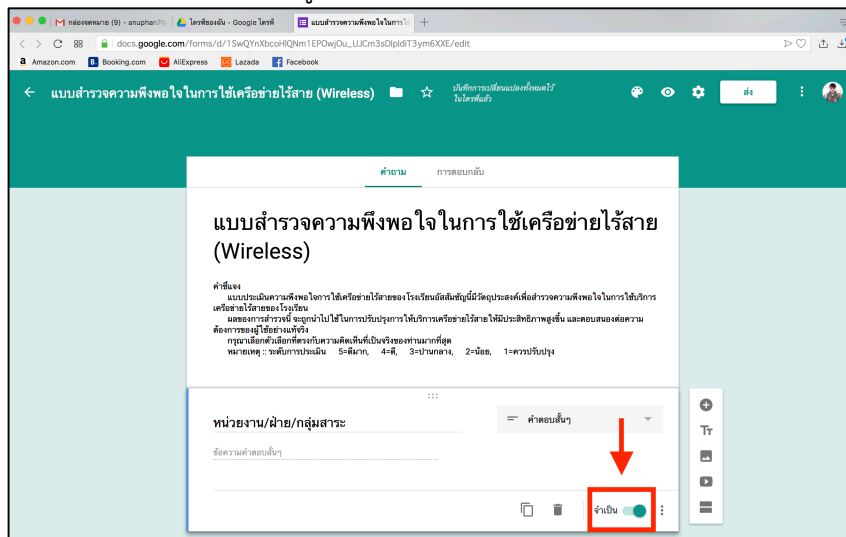 กล่องจดหมาย (9) - anuphan7@
ไดรฟ์ของฉัน - Google ไดรฟ์
แบบสำรวจความพึงพอใจในการใ
docs.google.com/forms/d/1SwQYnXbcoHIQNm1EPOwjOu_UJCm3sDIpIdiT3ym6XXE/edit
Amazon.com
Booking.com
AliExpress
Lazada
Facebook
แบบสำรวจความพึงพอใจในการใช้เครือข่ายไร้สาย (Wireless)
บันทึกการเปลี่ยนแปลงทั้งหมดไว้
ในไดรฟ์แล้ว
ส่ง
คำถาม
การตอบกลับ
แบบสำรวจความพึงพอใจในการใช้เครือข่ายไร้สาย
(Wireless)
คำชี้แจง
แบบประเมินความพึงพอใจการใช้เครือข่ายไร้สายของโรงเรียนอัสสัมชัญนี้มีวัตถุประสงค์เพื่อสำรวจความพึงพอใจในการใช้บริการ
เครือข่ายไร้สายของโรงเรียน
ผลของการสำรวจนี้ จะถูกนำไปใช้ในการปรับปรุงการให้บริการเครือข่ายไร้สาย ให้มีประสิทธิภาพสูงขึ้น และตอบสนองต่อความ
ต้องการของผู้ใช้อย่างแท้จริง
กรุณาเลือกตัวเลือกที่ตรงกับความคิดเห็นที่เป็นจริงของท่านมากที่สุด
หมายเหตุ :: ระดับการประเมิน 5=ดีมาก, 4=ดี, 3=ปานกลาง, 2=น้อย, 1=ควรปรับปรุง
หน่วยงาน/ฝ่าย/กลุ่มสาระ
คำตอบสั้นๆ
ข้อความคำตอบสั้นๆ
จำเป็น